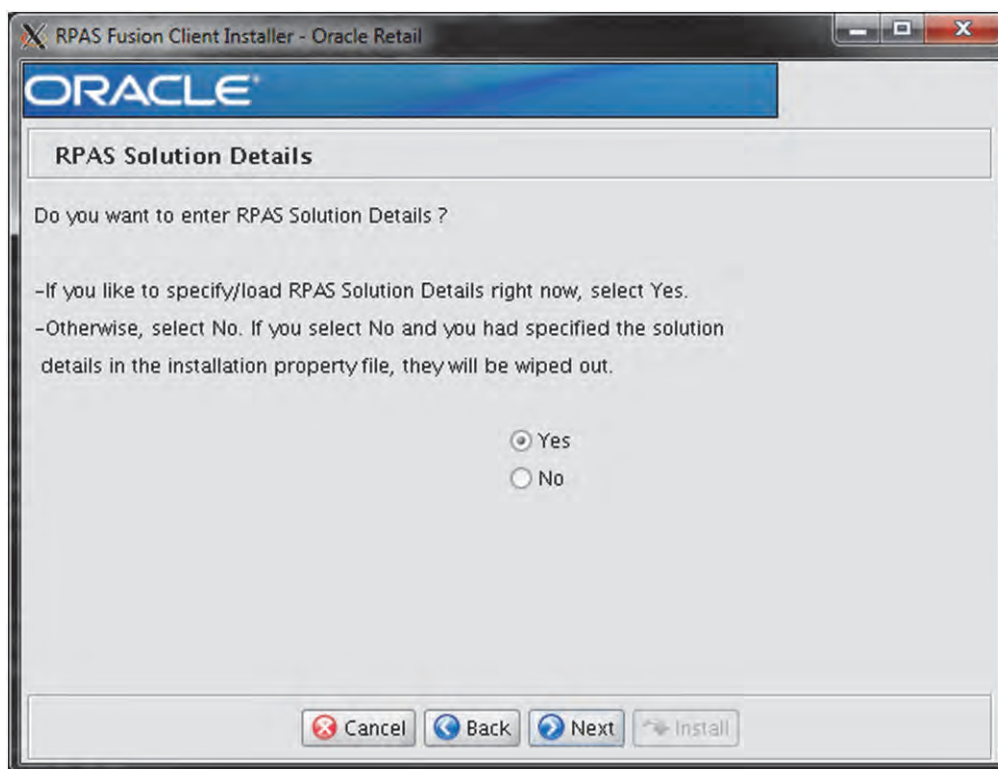 RPAS Fusion Client Installer - Oracle Retail
ORACLE
RPAS Solution Details
Do you want to enter RPAS Solution Details ?
-If you like to specify/load RPAS Solution Details right now, select Yes.
-Otherwise, select No. If you select No and you had specified the solution
details in the installation property file, they will be wiped out.
Yes
No
Cancel Back Next Install